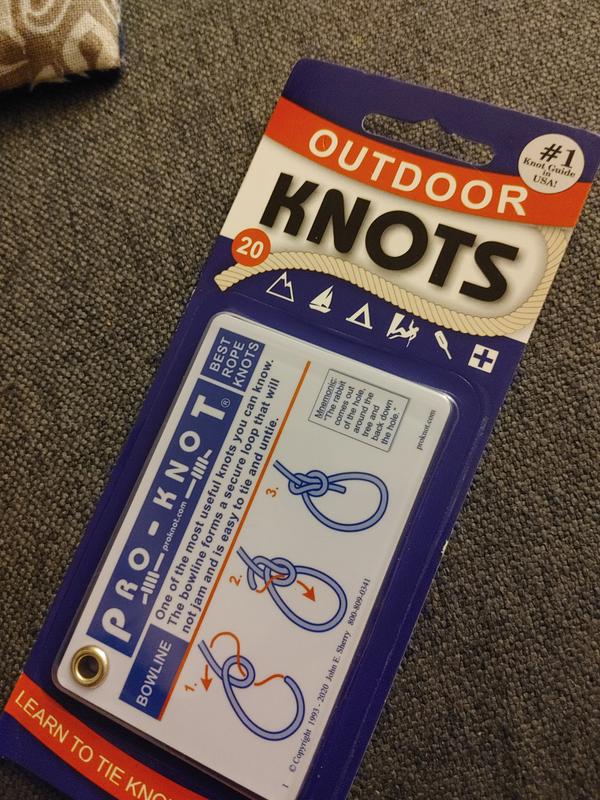 OUTDOOR
KNOTS
#1
Knot Guide
in
USA!
20
PRO-KNOT®
proknot.com
BEST
ROPE
KNOTS
BOWLINE
One of the most useful knots you can know.
The bowline forms a secure loop that will
not jam and is easy to tie and untie.
1.
2.
3.
Mnemonic:
"The rabbit
comes out
of the hole,
around the
tree and
back down
the hole."
proknot.com
1
© Copyright 1993 - 2020 John E. Sherry 800-809-0341
LEARN TO TIE